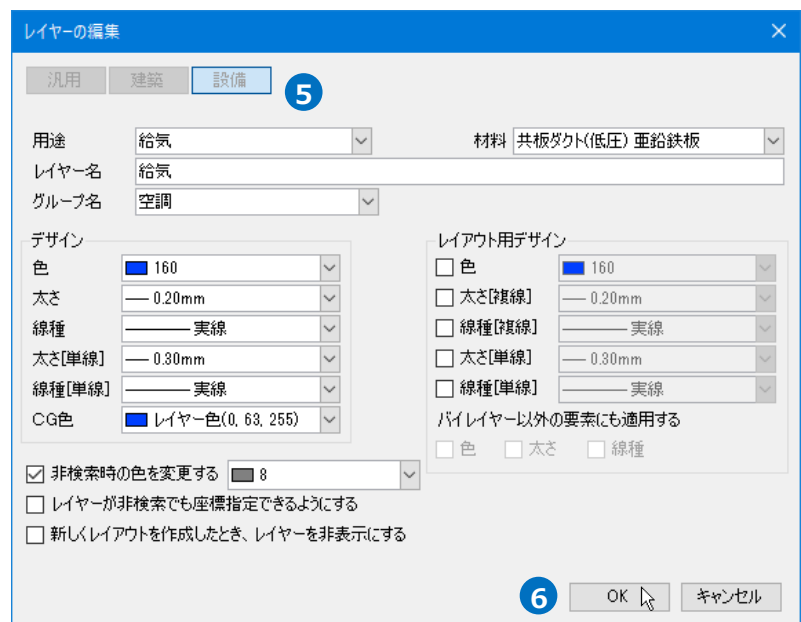 レイヤーの編集
汎用 建築 設備 5
用途 給気 材料 共板ダクト(低圧) 亜鉛鉄板
レイヤー名 給気
グループ名 空調
デザイン
色 160
太さ 0.20mm
線種 実線
太さ[単線] 0.30mm
線種[単線] 実線
CG色 レイヤー色(0, 63, 255)
レイアウト用デザイン
色 160
太さ[複線] 0.20mm
線種[複線] 実線
太さ[単線] 0.30mm
線種[単線] 実線
バイレイヤー以外の要素にも適用する
色 太さ 線種
非検索時の色を変更する 8
レイヤーが非検索でも座標指定できるようにする
新しくレイアウトを作成したとき、レイヤーを非表示にする
6 OK キャンセル